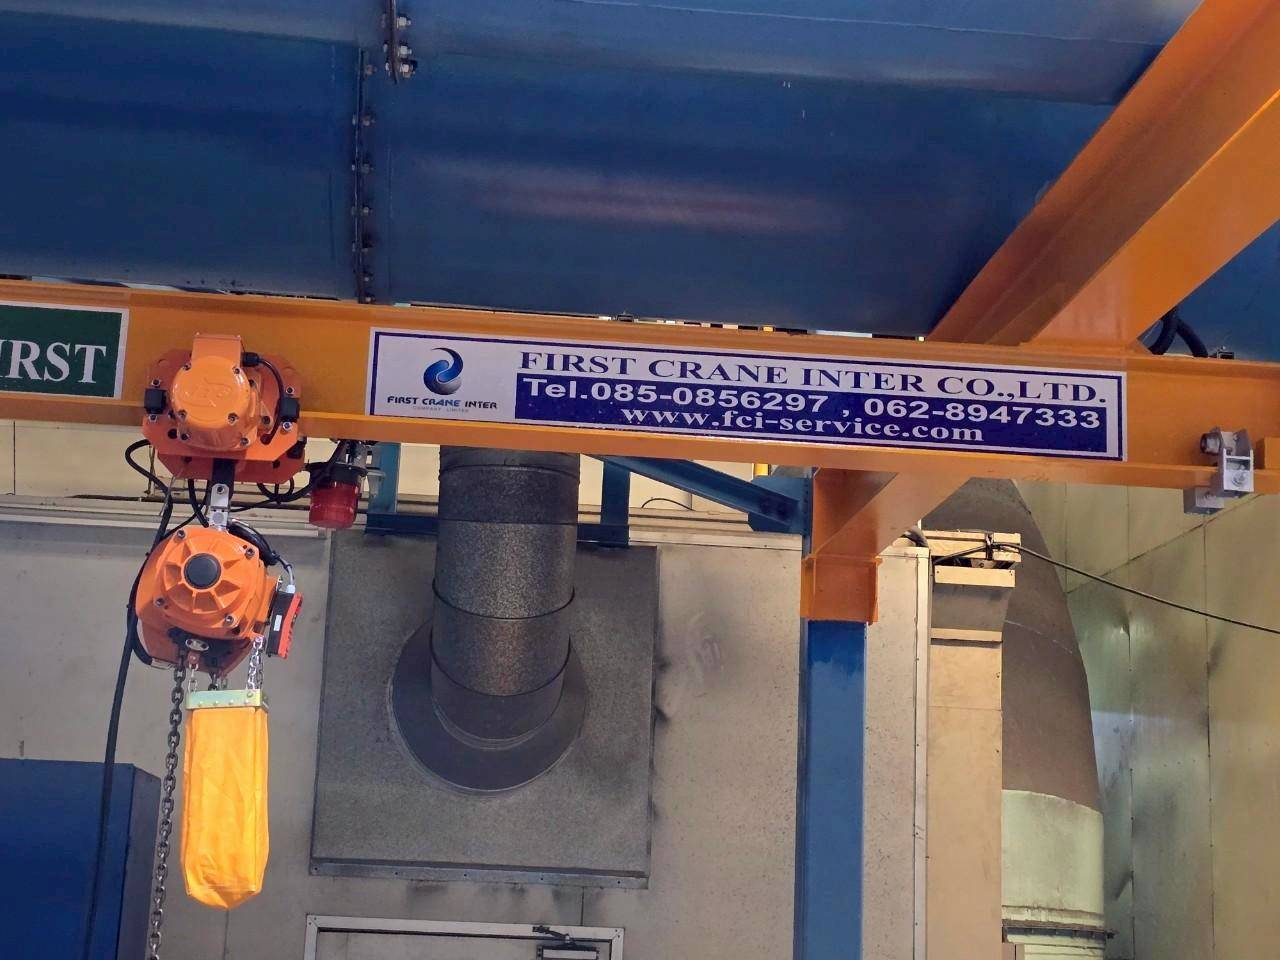 IRST
FIRST CRANE INTER
COMPANY LIMITED
FIRST CRANE INTER CO.,LTD.
Tel.085-0856297 , 062-8947333
www.fci-service.com